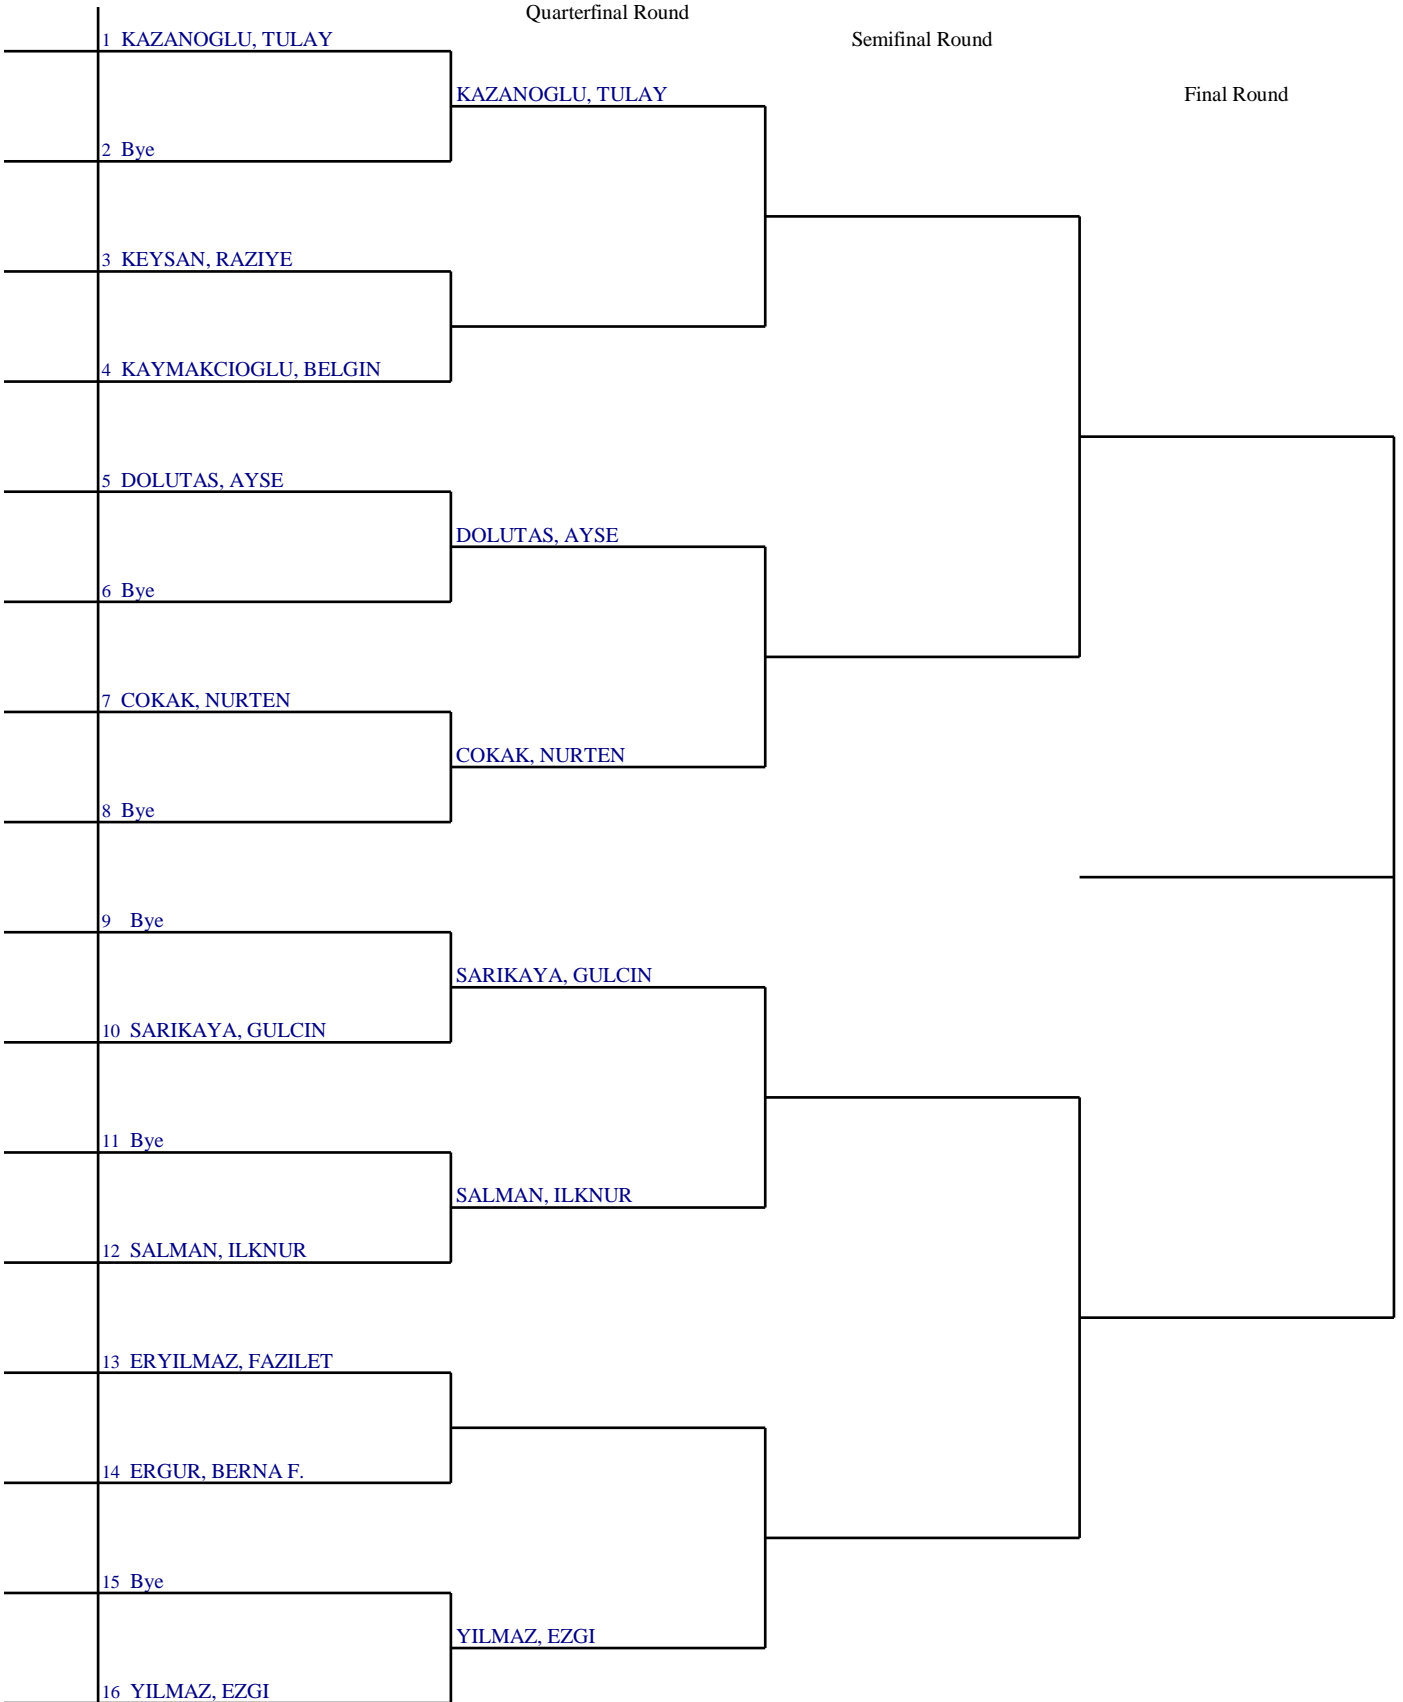 Quarterfinal Round
1 KAZANOGLU, TULAY
Semifinal Round
KAZANOGLU, TULAY
Final Round
2 Bye
3 KEYSAN, RAZIYE
4 KAYMAKCIOGLU, BELGIN
5 DOLUTAS, AYSE
DOLUTAS, AYSE
6 Bye
7 COKAK, NURTEN
COKAK, NURTEN
8 Bye
9 Bye
SARIKAYA, GULCIN
10 SARIKAYA, GULCIN
11 Bye
SALMAN, ILKNUR
12 SALMAN, ILKNUR
13 ERYILMAZ, FAZILET
14 ERGUR, BERNA F.
15 Bye
YILMAZ, EZGI
16 YILMAZ, EZGI